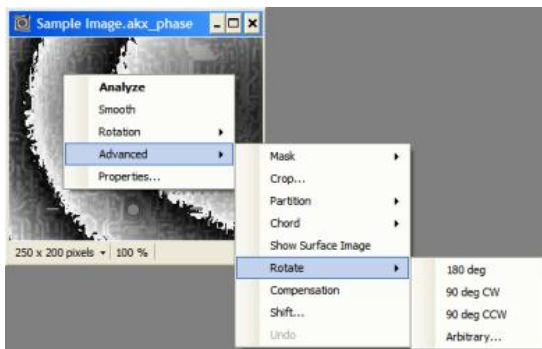 Sample Image.akx_phase
Analyze
Smooth
Rotation
Advanced
Properties...
Mask
Crop...
Partition
Chord
Show Surface Image
Rotate
Compensation
Shift...
Undo
180 deg
90 deg CW
90 deg CCW
Arbitrary...
250 x 200 pixels
100 %